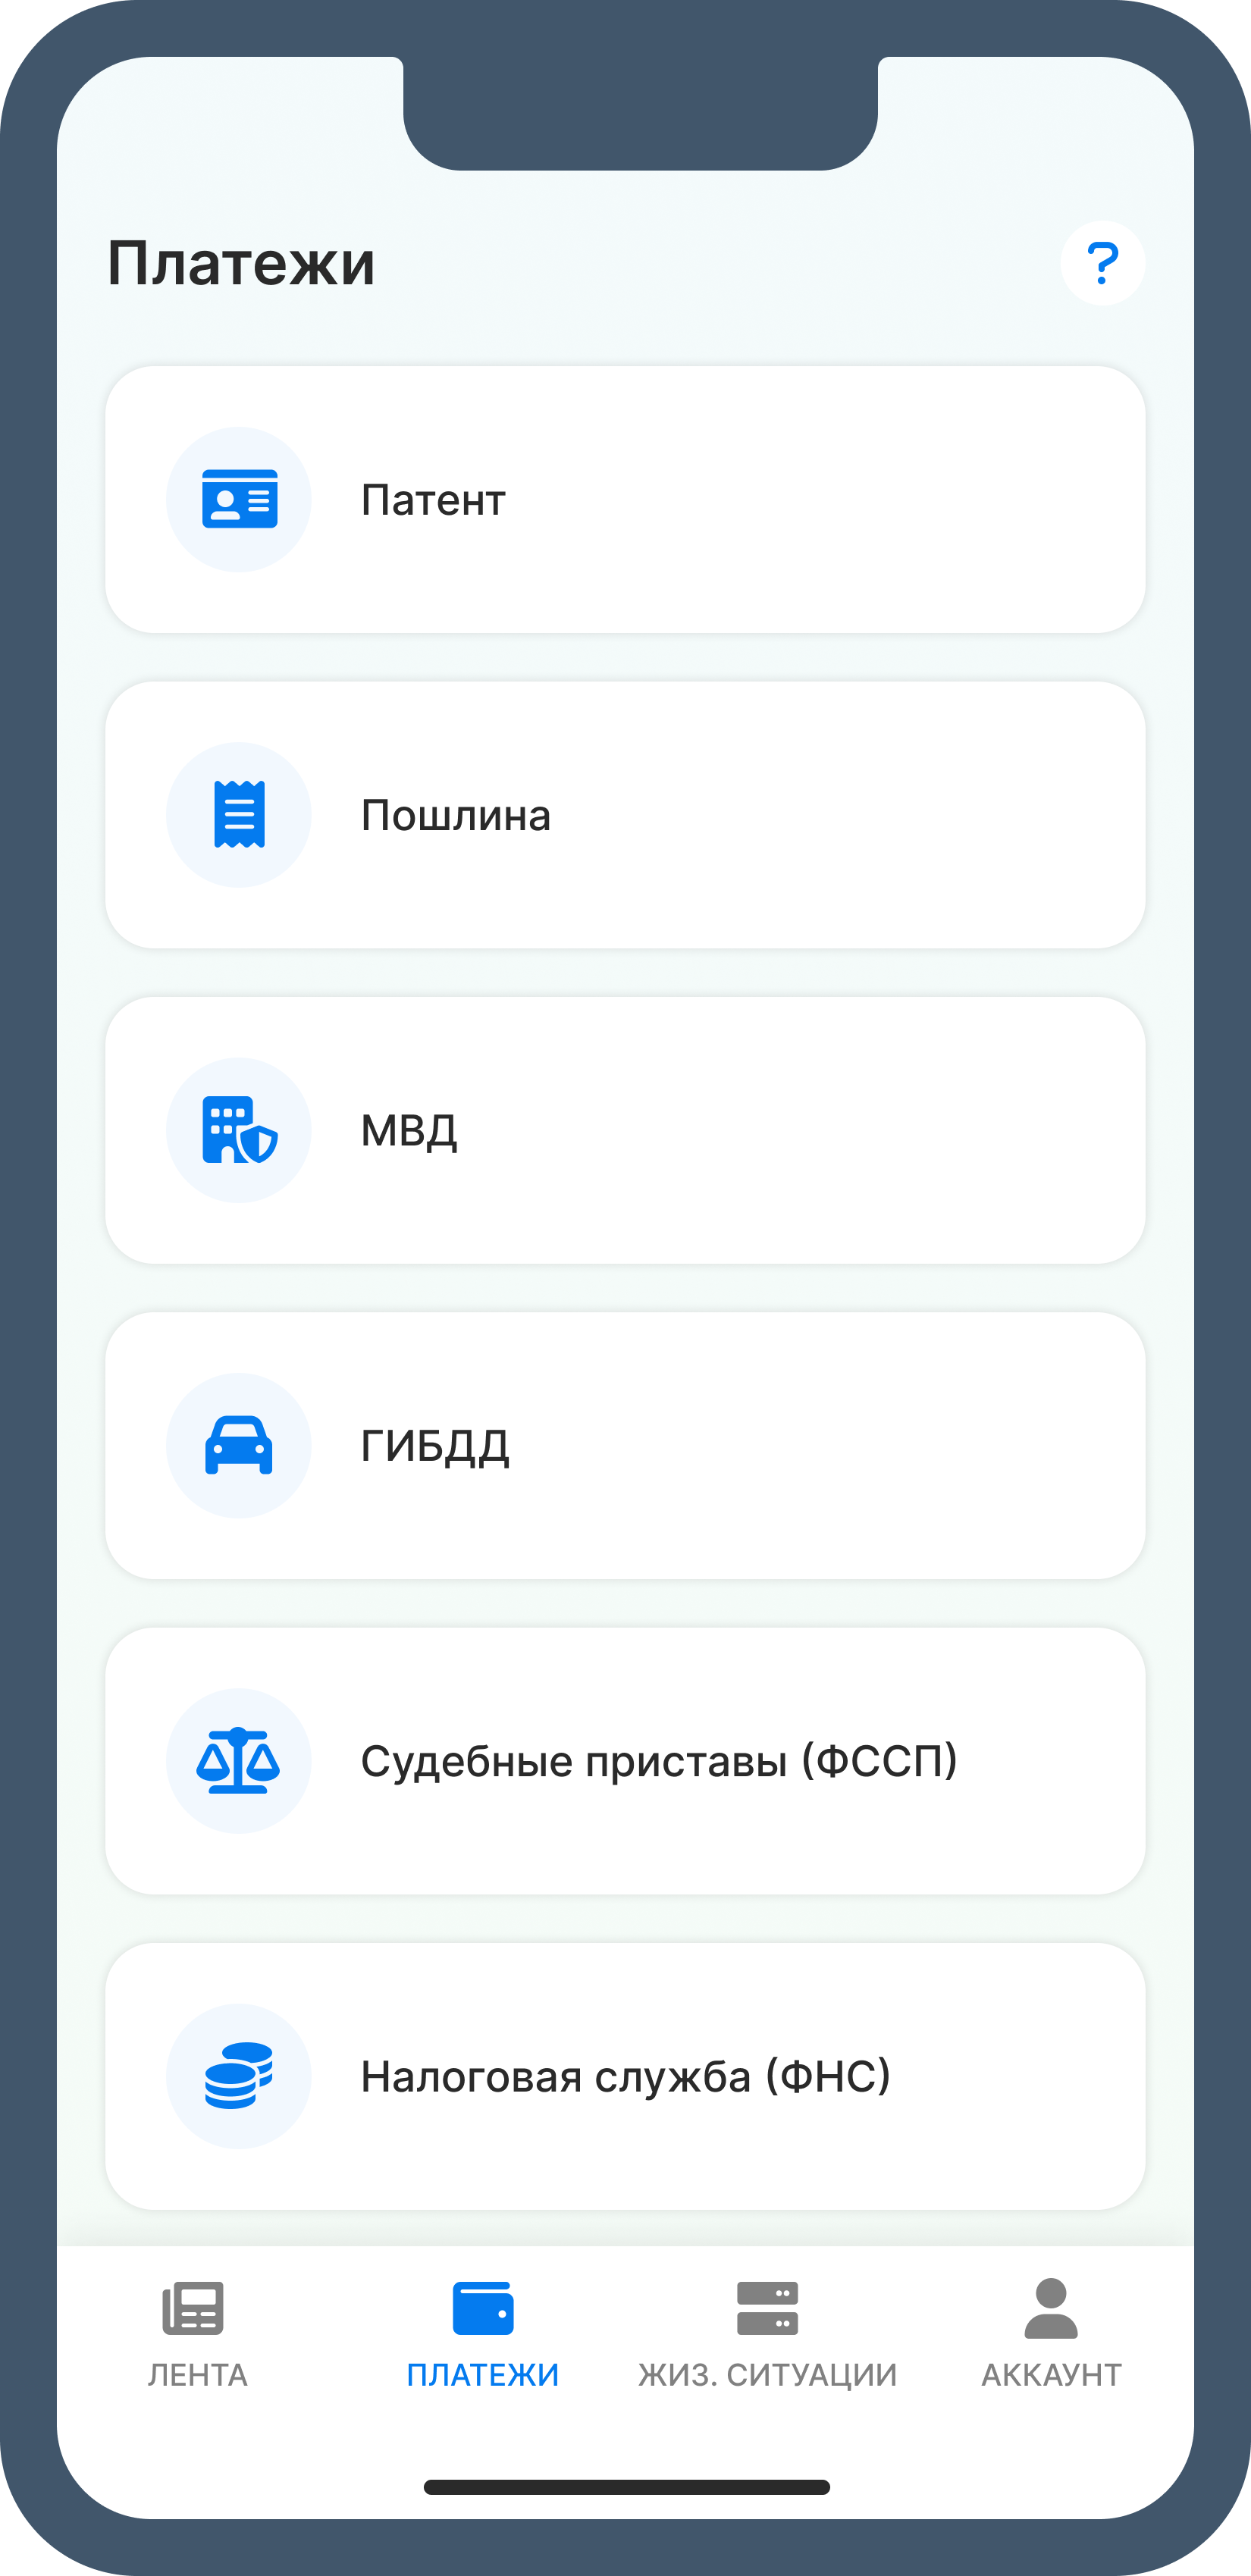 Платежи
?
Патент
Пошлина
МВД
ГИБДД
Судебные приставы (ФССП)
Налоговая служба (ФНС)
ЛЕНТА
ПЛАТЕЖИ
ЖИЗ. СИТУАЦИИ
АККАУНТ